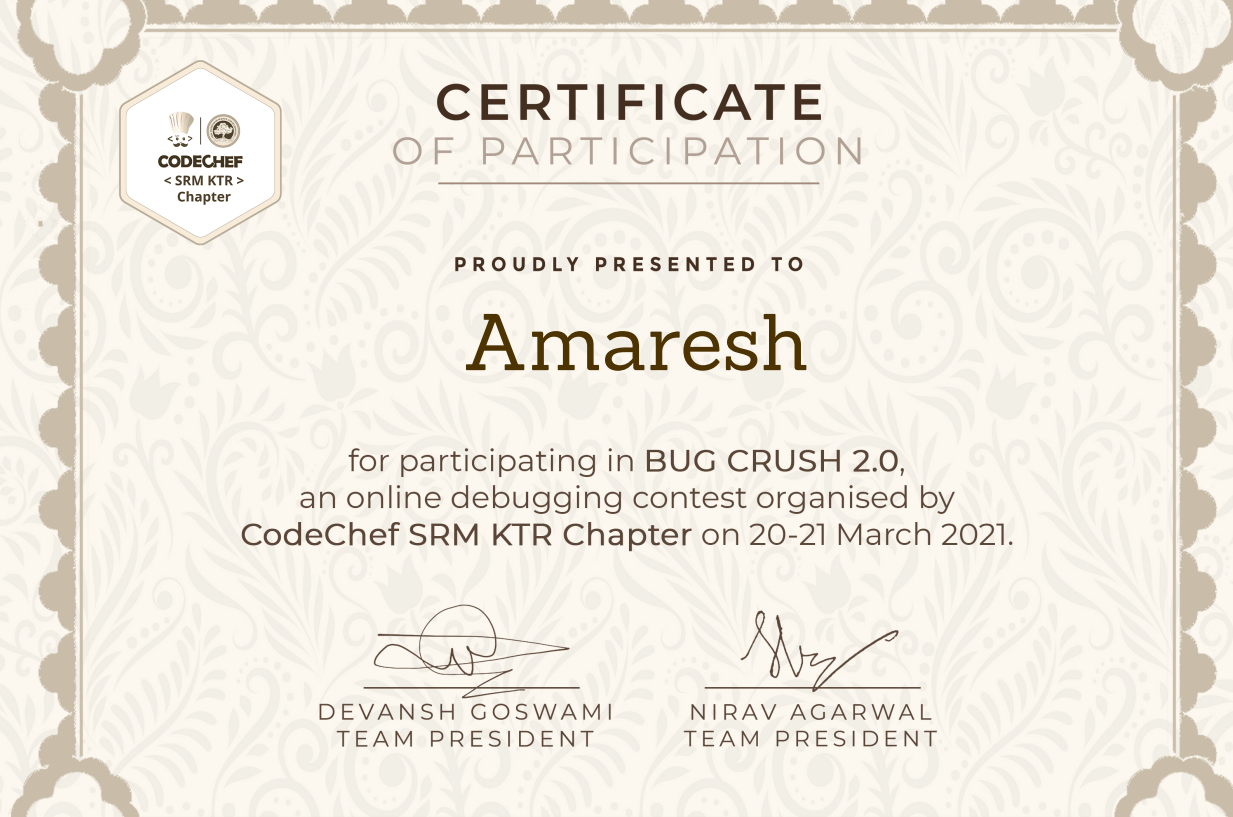 CODECHEF
< SRM KTR >
Chapter
CERTIFICATE
OF PARTICIPATION
PROUDLY PRESENTED TO
Amaresh
for participating in BUG CRUSH 2.0,
an online debugging contest organised by
CodeChef SRM KTR Chapter on 20-21 March 2021.
DEVANSH GOSWAMI
TEAM PRESIDENT
NIRAV AGARWAL
TEAM PRESIDENT